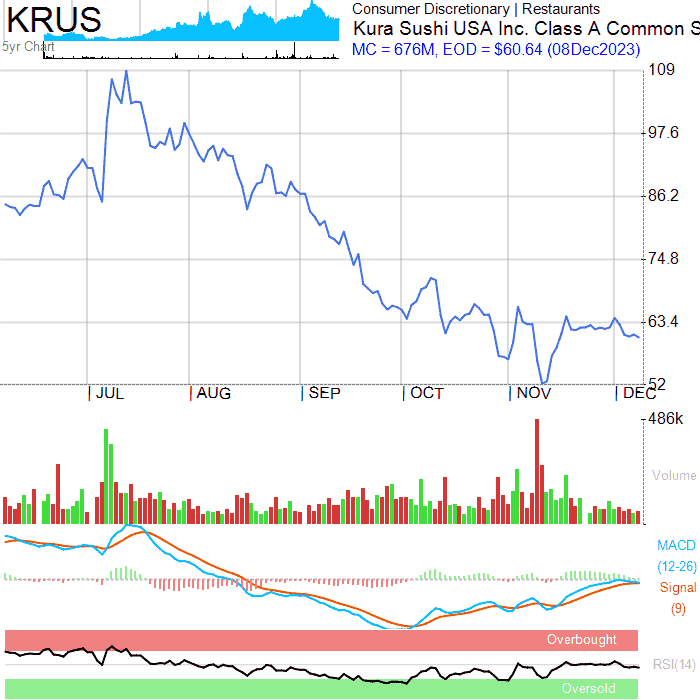 KRUS
5yr Chart
Consumer Discretionary | Restaurants
Kura Sushi USA Inc. Class A Common S
MC = 676M, EOD = $60.64 (08Dec2023)
109
97.6
86.2
74.8
63.4
52
JUL AUG SEP OCT NOV DEC
486k
Volume
MACD
(12-26)
Signal
(9)
Overbought
RSI(14)
Oversold